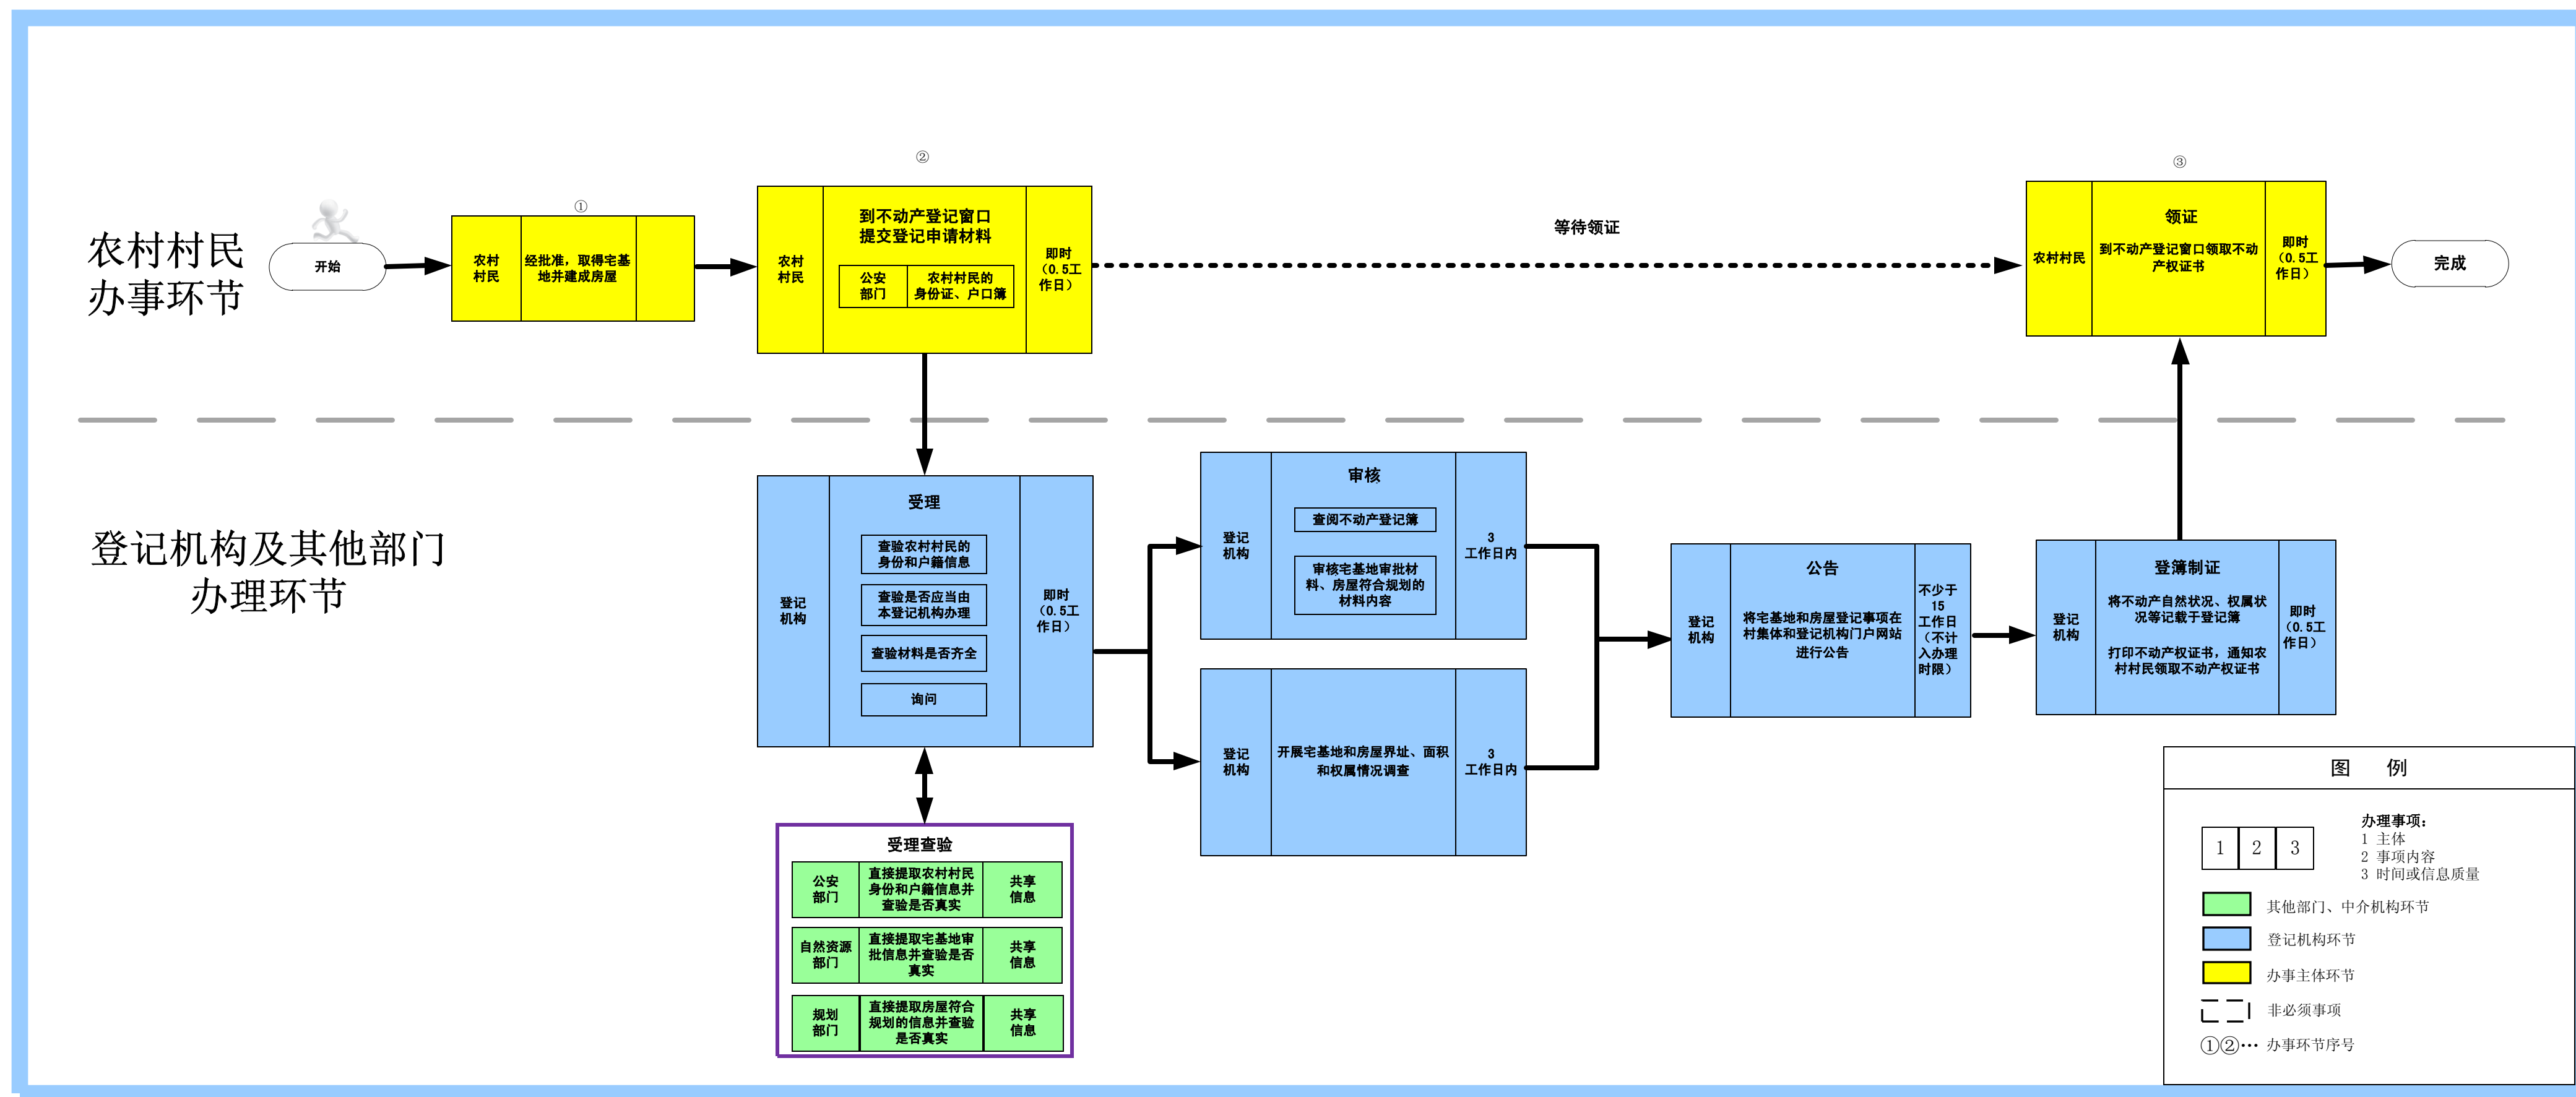 农村村民
办事环节
开始
①
农村
村民
经批准，取得宅基
地并建成房屋
②
农村
村民
到不动产登记窗口
提交登记申请材料
公安
部门
农村村民的
身份证、户口簿
即时
（0.5工
作日）
等待领证
③
农村村民
领证
到不动产登记窗口领取不动
产权证书
即时
（0.5工
作日）
完成
登记机构及其他部门
办理环节
登记
机构
受理
查验农村村民的
身份和户籍信息
查验是否应当由
本登记机构办理
查验材料是否齐全
询问
即时
（0.5工
作日）
受理查验
公安
部门
直接提取农村村民
身份和户籍信息并
查验是否真实
共享
信息
自然资源
部门
直接提取宅基地审
批信息并查验是否
真实
共享
信息
规划
部门
直接提取房屋符合
规划的信息并查验
是否真实
共享
信息
登记
机构
审核
查阅不动产登记簿
审核宅基地审批材
料、房屋符合规划的
材料内容
3
工作日内
登记
机构
开展宅基地和房屋界址、面积
和权属情况调查
3
工作日内
登记
机构
公告
将宅基地和房屋登记事项在
村集体和登记机构门户网站
进行公告
不少于
15
工作日
（不计
入办理
时限）
登记
机构
登簿制证
将不动产自然状况、权属状
况等记载于登记簿
打印不动产权证书，通知农
村村民领取不动产权证书
即时
（0.5工
作日）
图 例
1 2 3
办理事项：
1 主体
2 事项内容
3 时间或信息质量
其他部门、中介机构环节
登记机构环节
办事主体环节
非必须事项
①②… 办事环节序号